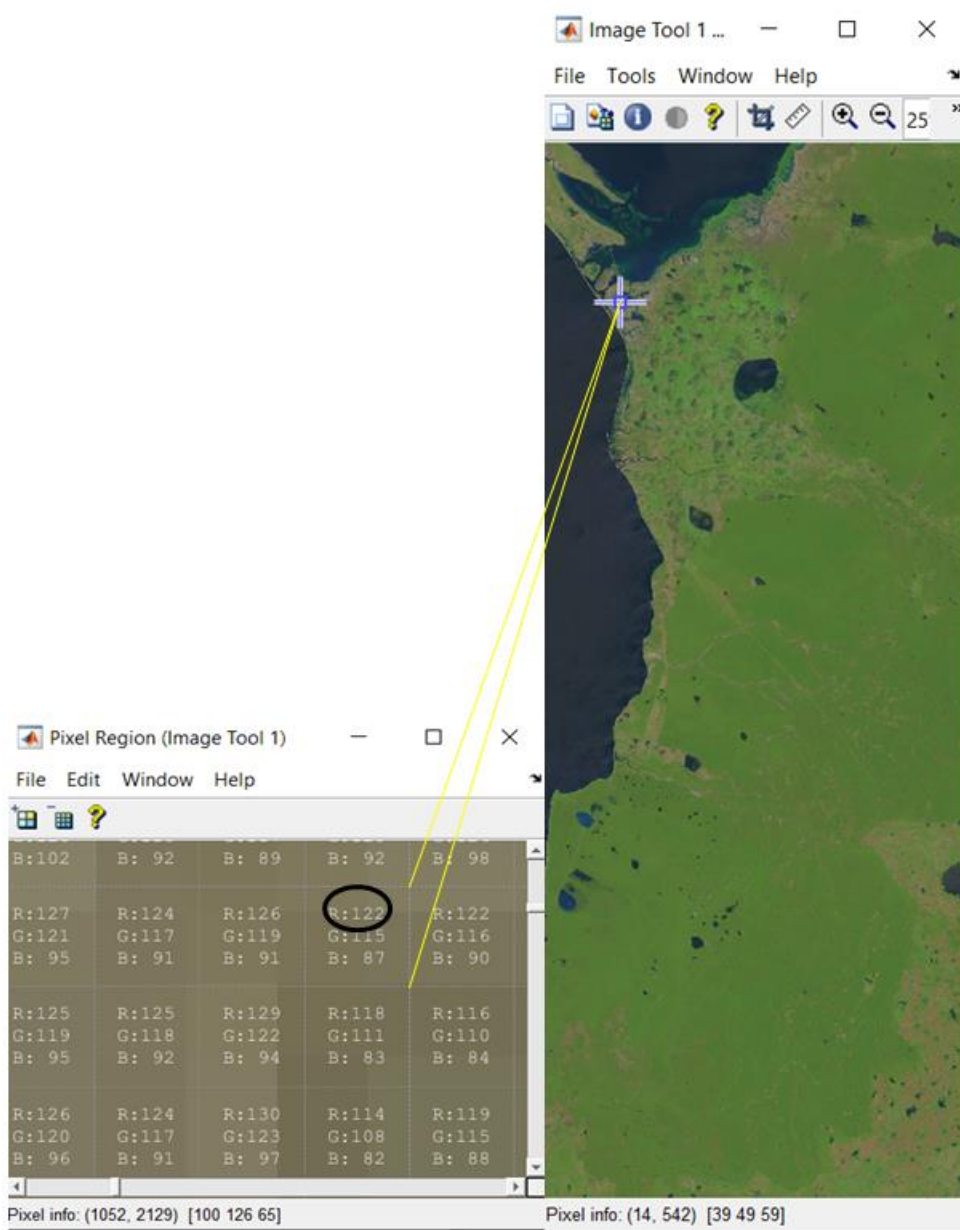 Image Tool 1 ...
File Tools Window Help
25
Pixel Region (Image Tool 1)
File Edit Window Help
B:102 B: 92 B: 89 B: 92 B: 98
R:127 R:124 R:126 R:122 R:122
G:121 G:117 G:119 G:115 G:116
B: 95 B: 91 B: 91 B: 87 B: 90
R:125 R:125 R:129 R:118 R:116
G:119 G:118 G:122 G:111 G:110
B: 95 B: 92 B: 94 B: 83 B: 84
R:126 R:124 R:130 R:114 R:119
G:120 G:117 G:123 G:108 G:115
B: 96 B: 91 B: 97 B: 82 B: 88
Pixel info: (1052, 2129) [100 126 65]
Pixel info: (14, 542) [39 49 59]